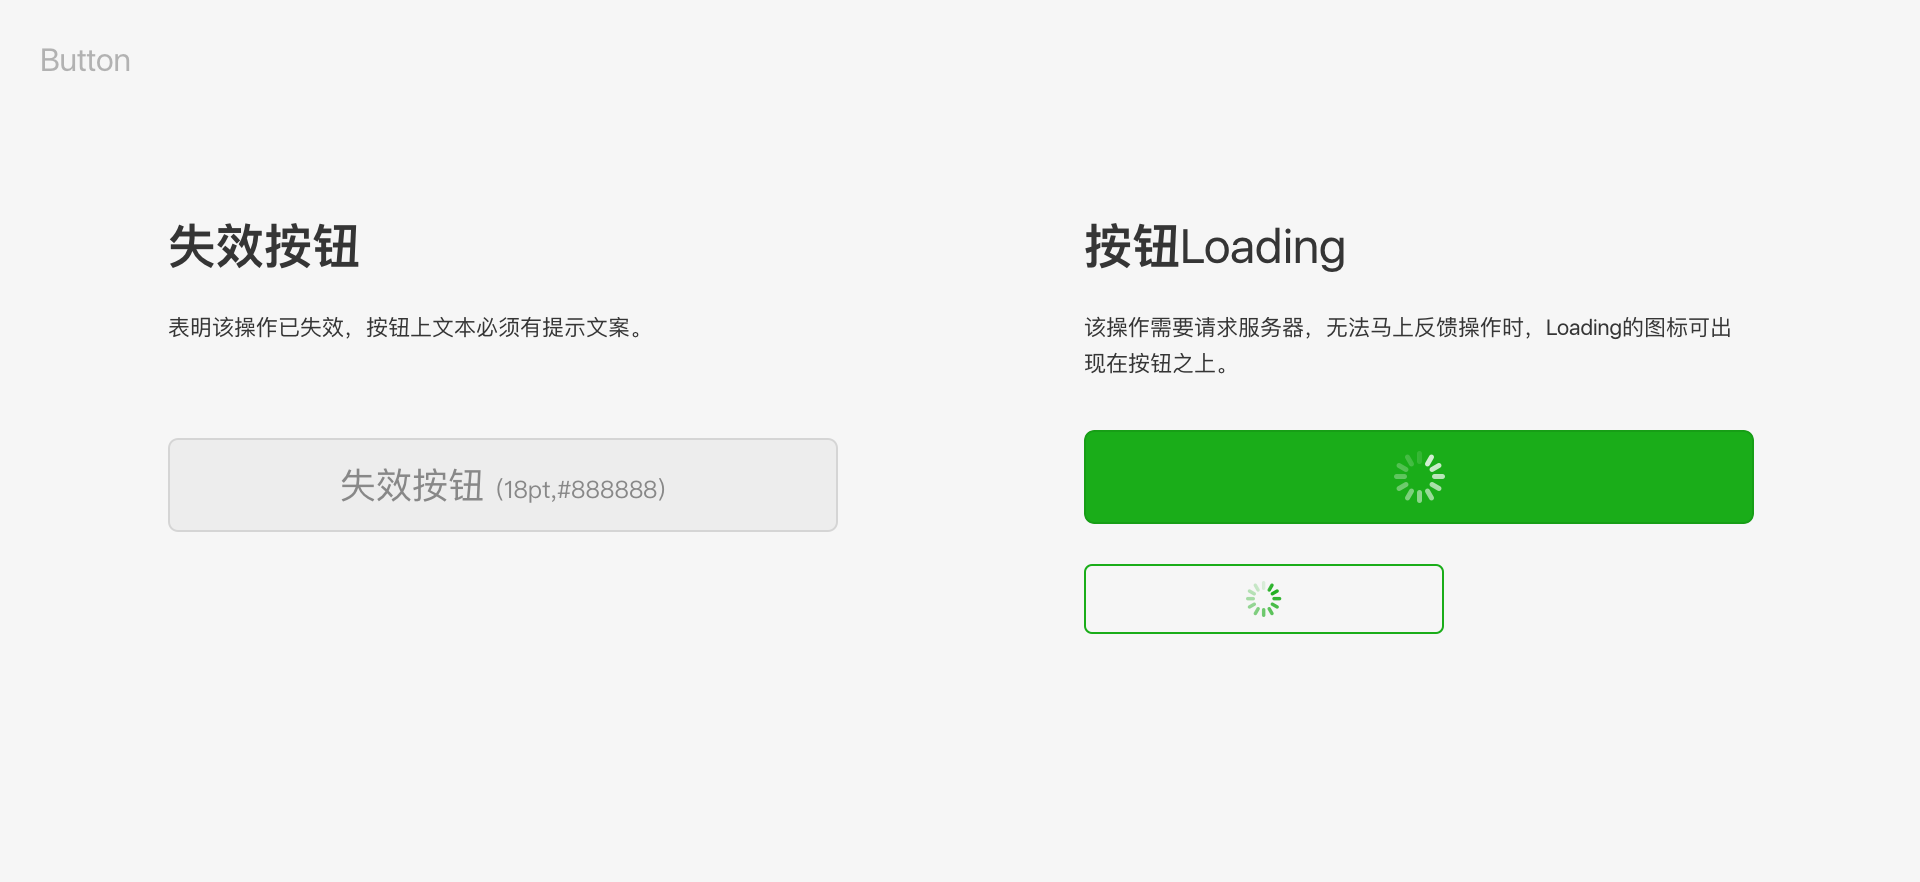 Button
失效按钮
表明该操作已失效，按钮上文本必须有提示文案。
失效按钮 (18pt,#888888)
按钮Loading
该操作需要请求服务器，无法马上反馈操作时，Loading的图标可出
现在按钮之上。